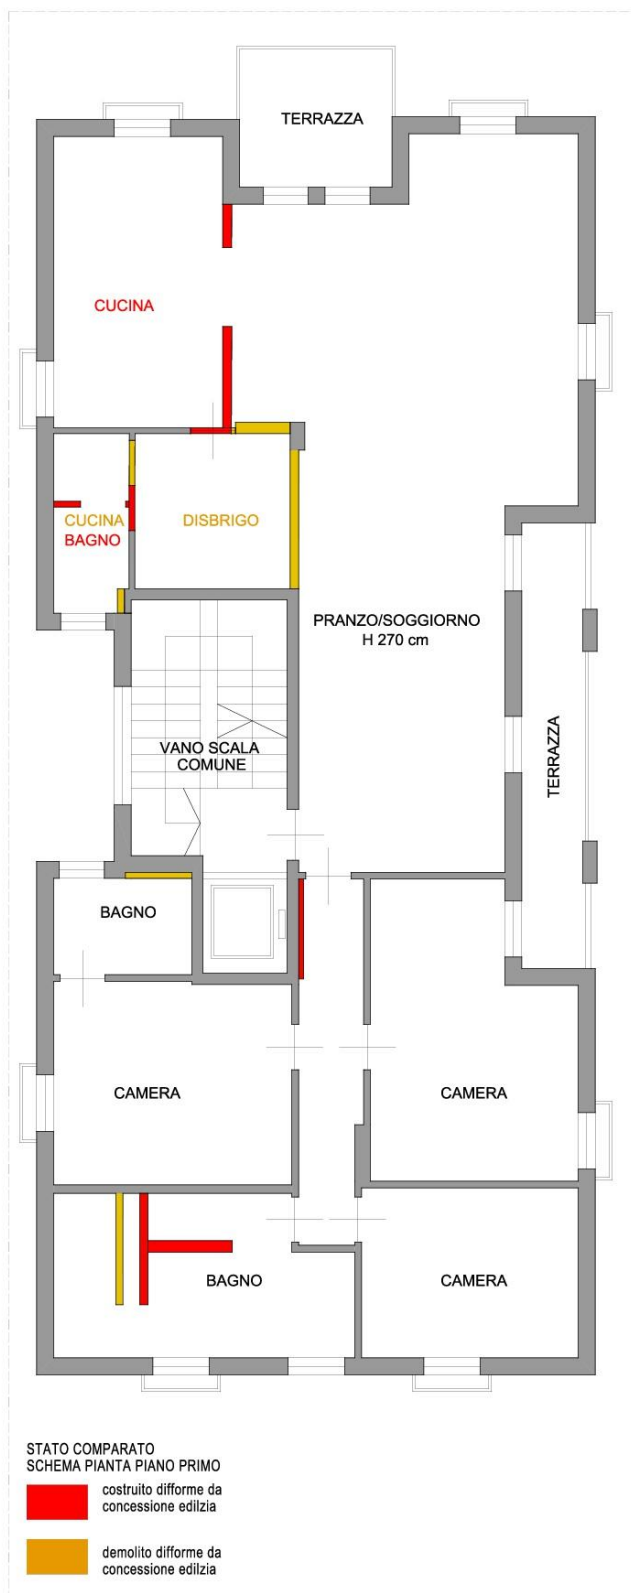 TERRAZZA
CUCINA
CUCINA
BAGNO
DISBRIGO
PRANZO/SOGGIORNO
H 270 cm
VANO SCALA
COMUNE
TERRAZZA
BAGNO
CAMERA
CAMERA
BAGNO
CAMERA
STATO COMPARATO
SCHEMA PIANTA PIANO PRIMO
costruito difforme da
concessione edilzia
demolito difforme da
concessione edilzia